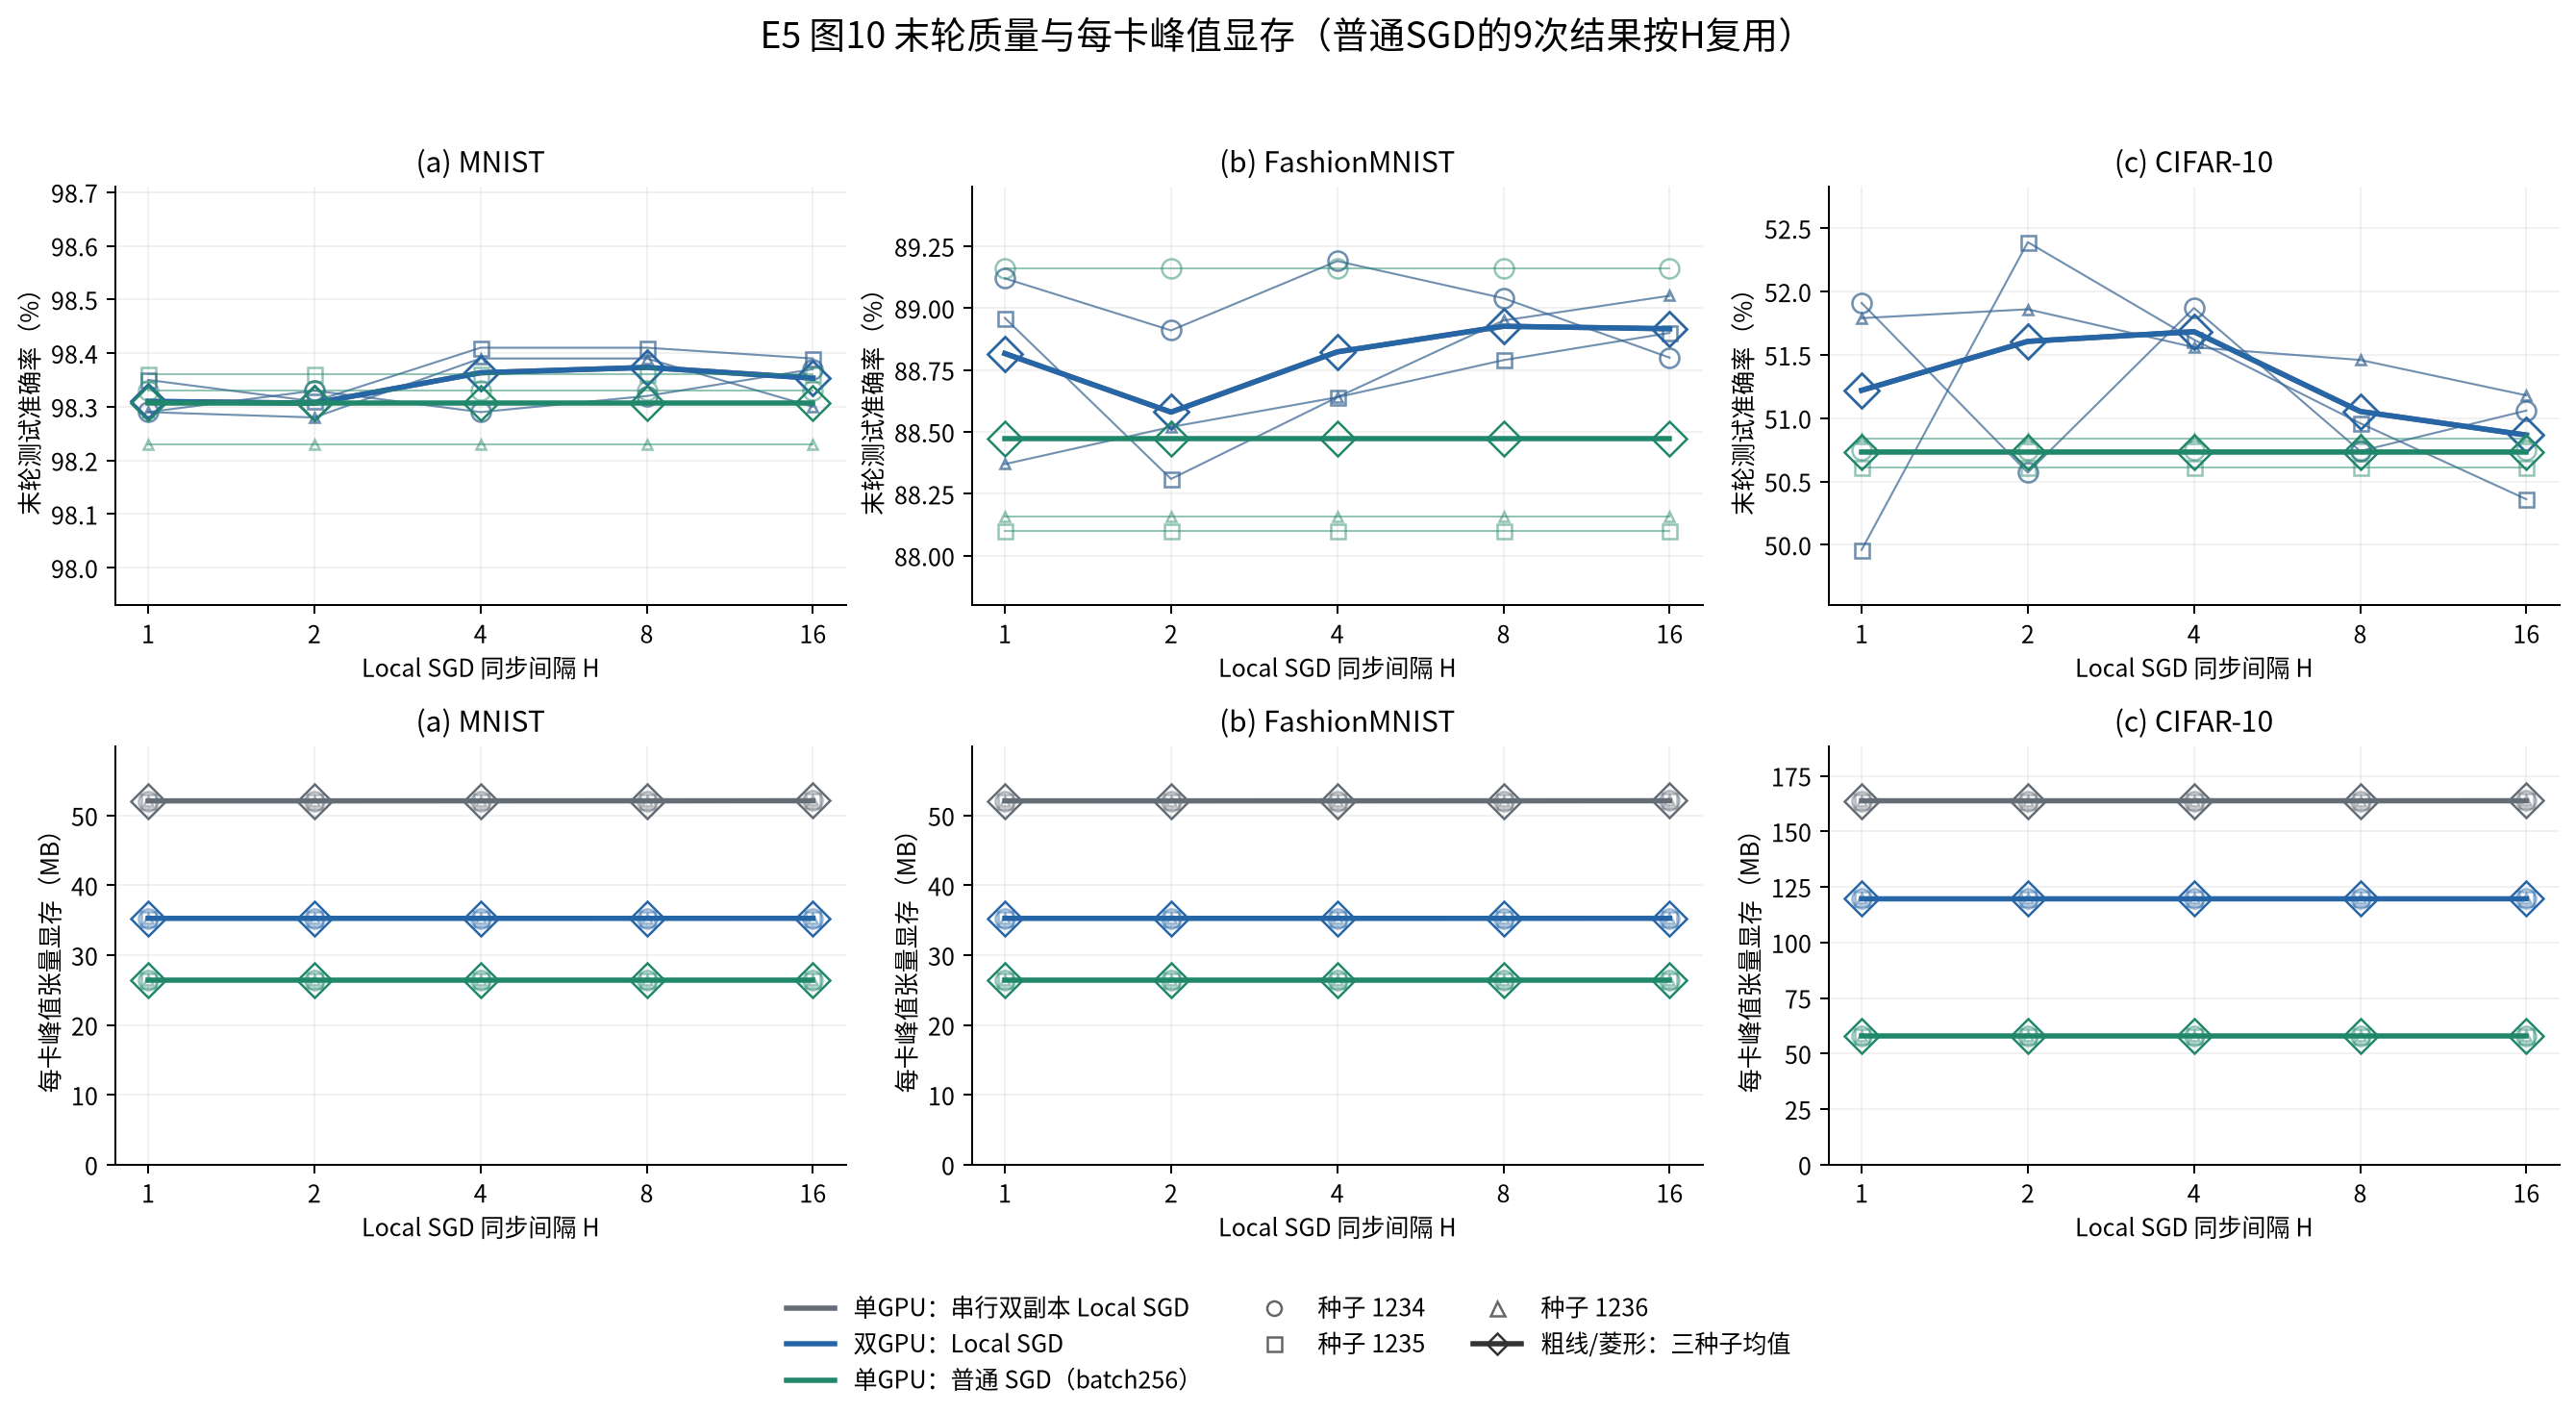 E5 图10 末轮质量与每卡峰值显存（普通SGD的9次结果按H复用）
(a) MNIST
末轮测试准确率（%）
98.7
98.6
98.5
98.4
98.3
98.2
98.1
98.0
1 2 4 8 16
Local SGD 同步间隔 H
(b) FashionMNIST
末轮测试准确率（%）
89.25
89.00
88.75
88.50
88.25
88.00
1 2 4 8 16
Local SGD 同步间隔 H
(c) CIFAR-10
末轮测试准确率（%）
52.5
52.0
51.5
51.0
50.5
50.0
1 2 4 8 16
Local SGD 同步间隔 H
(a) MNIST
每卡峰值张量显存（MB）
50
40
30
20
10
0
1 2 4 8 16
Local SGD 同步间隔 H
(b) FashionMNIST
每卡峰值张量显存（MB）
50
40
30
20
10
0
1 2 4 8 16
Local SGD 同步间隔 H
(c) CIFAR-10
每卡峰值张量显存（MB）
175
150
125
100
75
50
25
0
1 2 4 8 16
Local SGD 同步间隔 H
单GPU：串行双副本 Local SGD
双GPU：Local SGD
单GPU：普通 SGD（batch256）
种子 1234
种子 1235
种子 1236
粗线/菱形：三种子均值